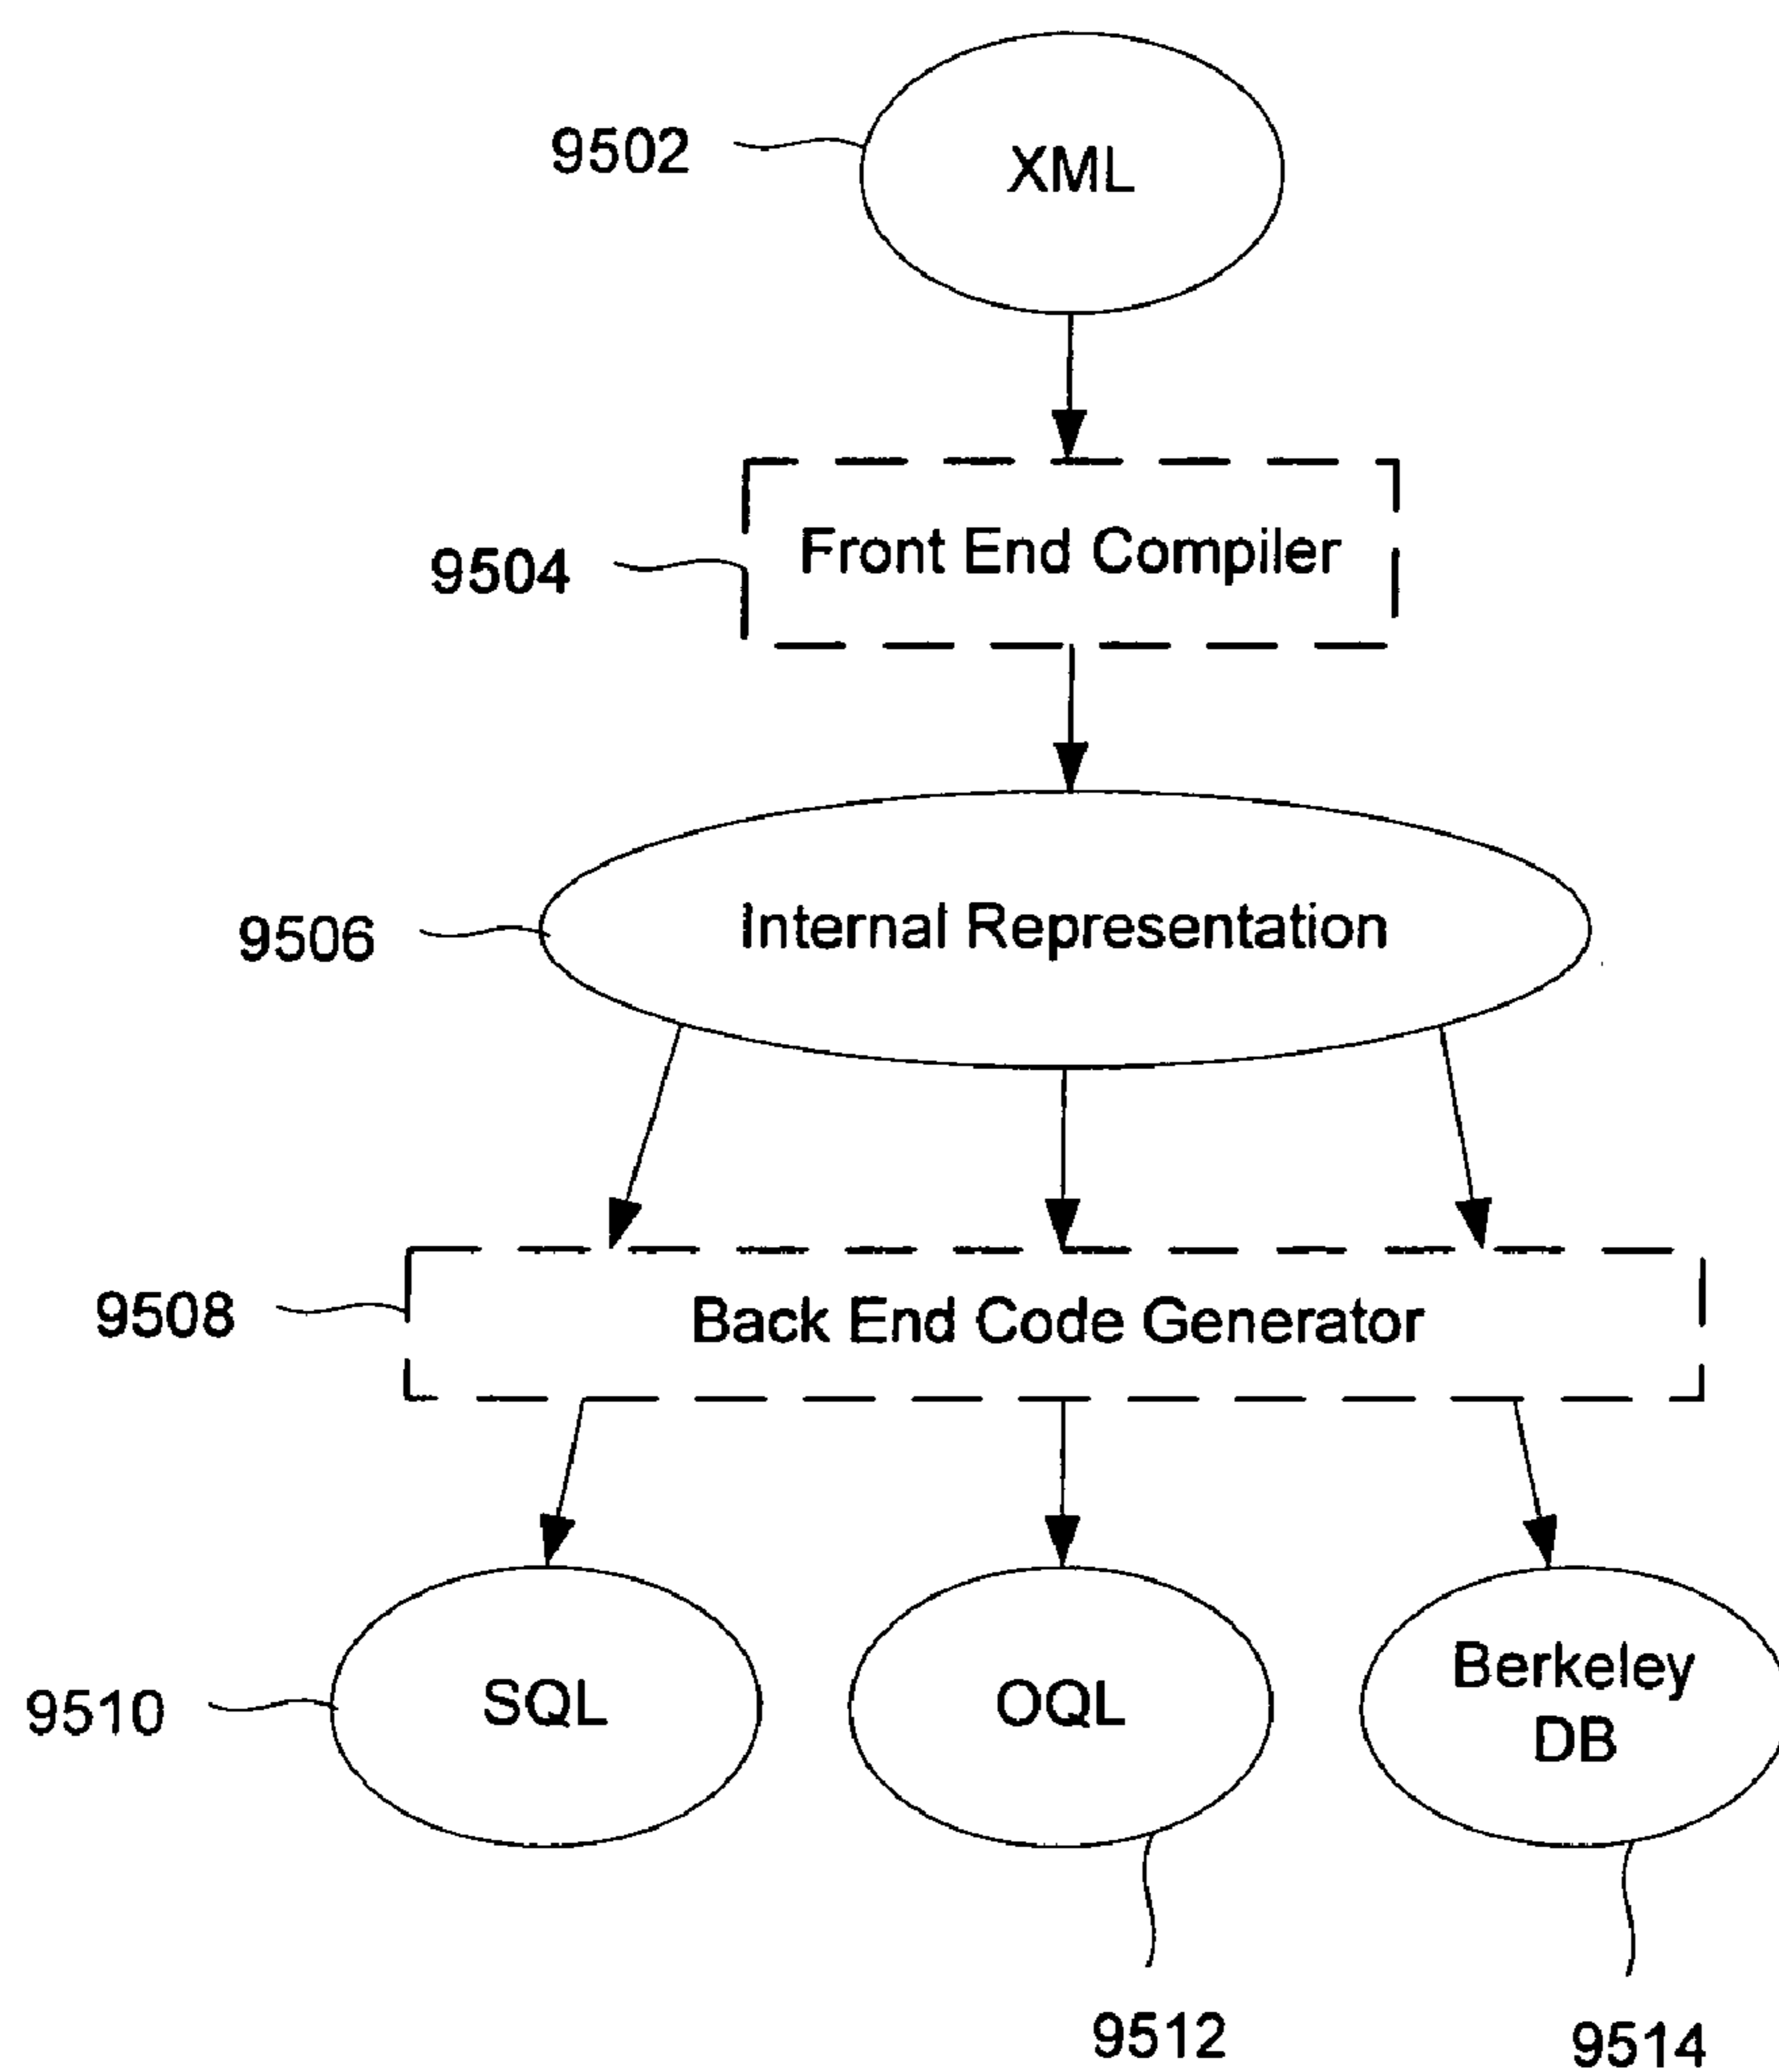 9502
XML
9504
Front End Compiler
9506
Internal Representation
9508
Back End Code Generator
9510
SQL
OQL
Berkeley
DB
9512
9514